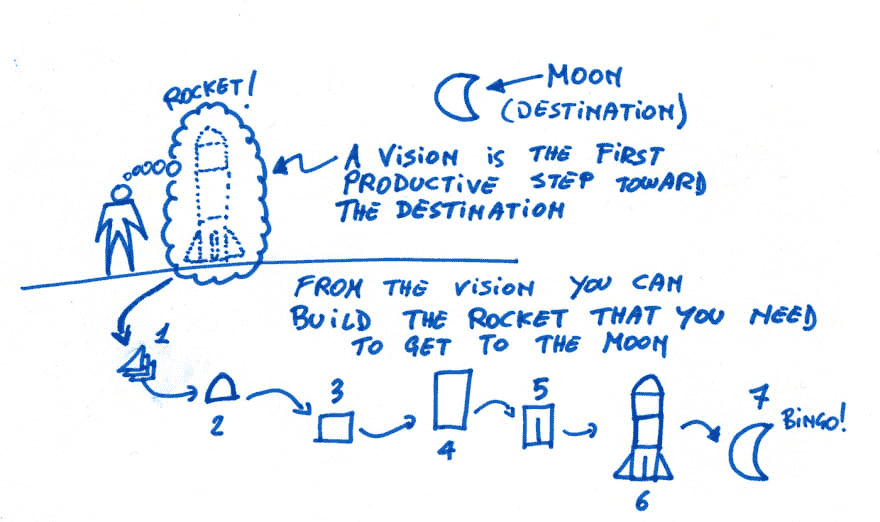 ROCKET!
MOON
(DESTINATION)
A VISION IS THE FIRST
PRODUCTIVE STEP TOWARD
THE DESTINATION
FROM THE VISION YOU CAN
BUILD THE ROCKET THAT YOU NEED
TO GET TO THE MOON
1
2
3
4
5
6
7
BINGO!